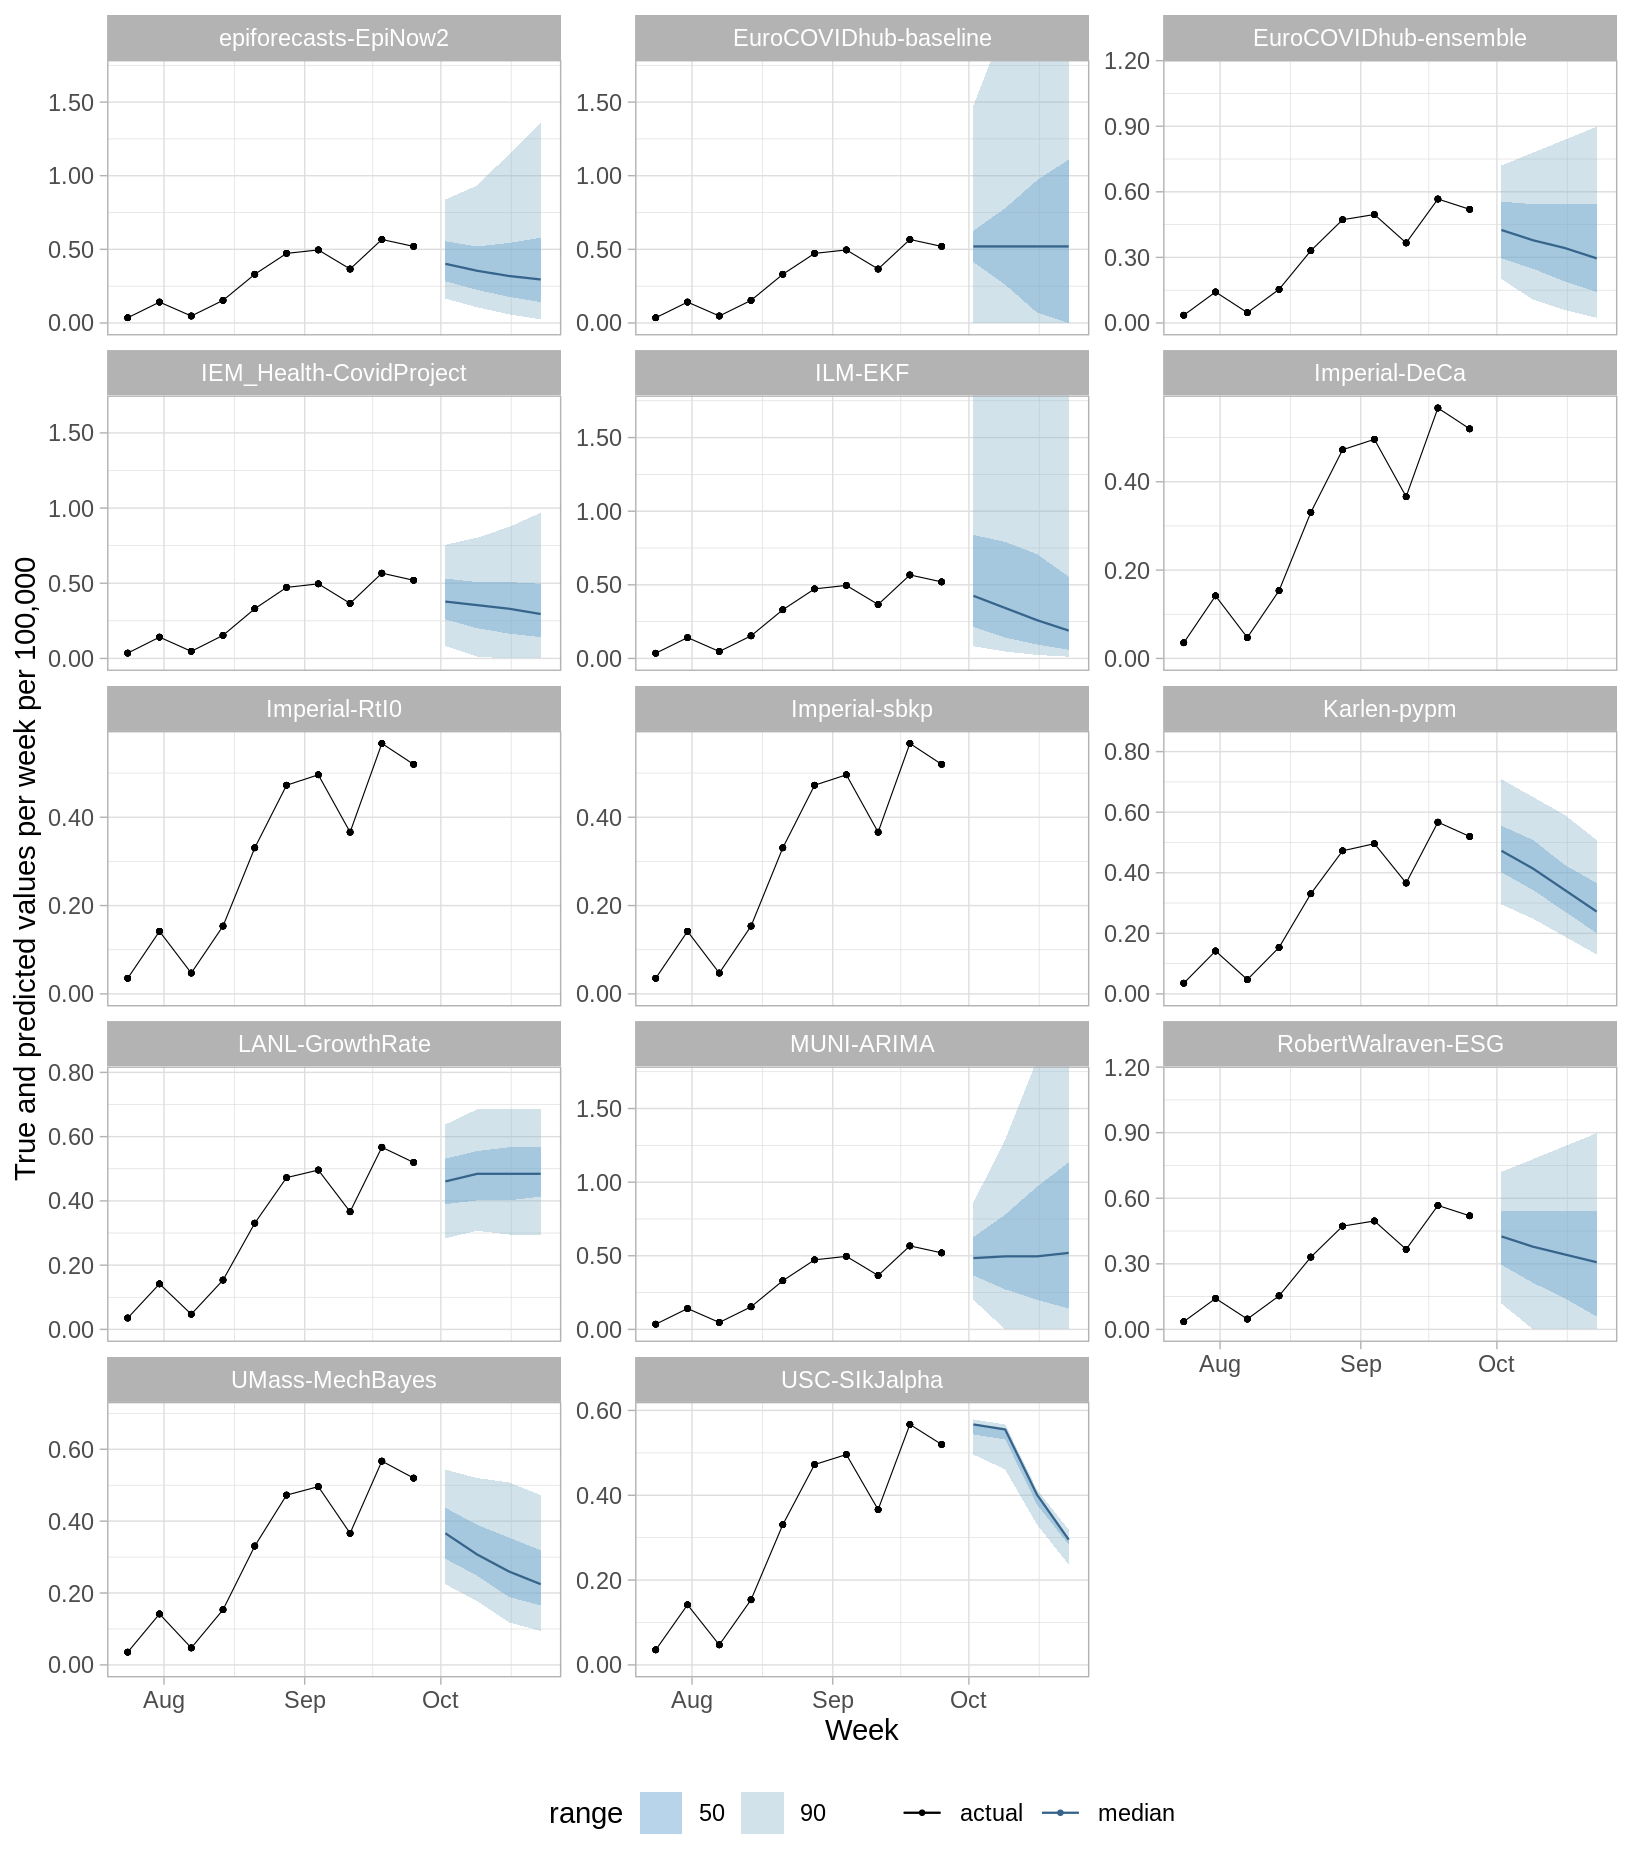 epiforecasts-EpiNow2
EuroCOVIDhub-baseline
EuroCOVIDhub-ensemble
1.50
1.00
0.50
0.00
1.50
1.00
0.50
0.00
1.20
0.90
0.60
0.30
0.00
IEM_Health-CovidProject
ILM-EKF
Imperial-DeCa
1.50
1.00
0.50
0.00
1.50
1.00
0.50
0.00
0.40
0.20
0.00
Imperial-RtI0
Imperial-sbkp
Karlen-pypm
0.40
0.20
0.00
0.40
0.20
0.00
0.80
0.60
0.40
0.20
0.00
LANL-GrowthRate
MUNI-ARIMA
RobertWalraven-ESG
0.80
0.60
0.40
0.20
0.00
1.50
1.00
0.50
0.00
1.20
0.90
0.60
0.30
0.00
Aug Sep Oct
UMass-MechBayes
USC-SIkJalpha
0.60
0.40
0.20
0.00
0.60
0.40
0.20
0.00
Aug Sep Oct
Aug Sep Oct
True and predicted values per week per 100,000
Week
range 50 90 actual median